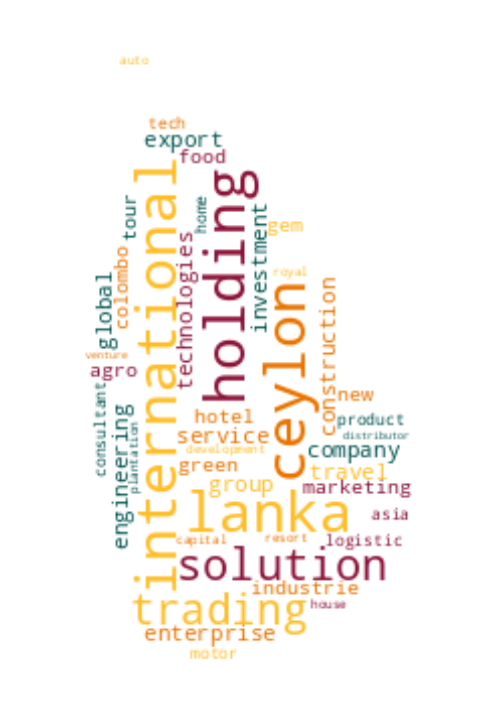 auto
tech
export
food
holding
international
tour
home
investment
gem
technologies
colombo
global
royal
ceylon
construction
venture
agro
consultant
new
engineering
plantation
hotel
product
service
distributor
development
company
green
travel
group
marketing
lanka
asia
capital
resort
logistic
solution
industrie
trading
house
enterprise
motor